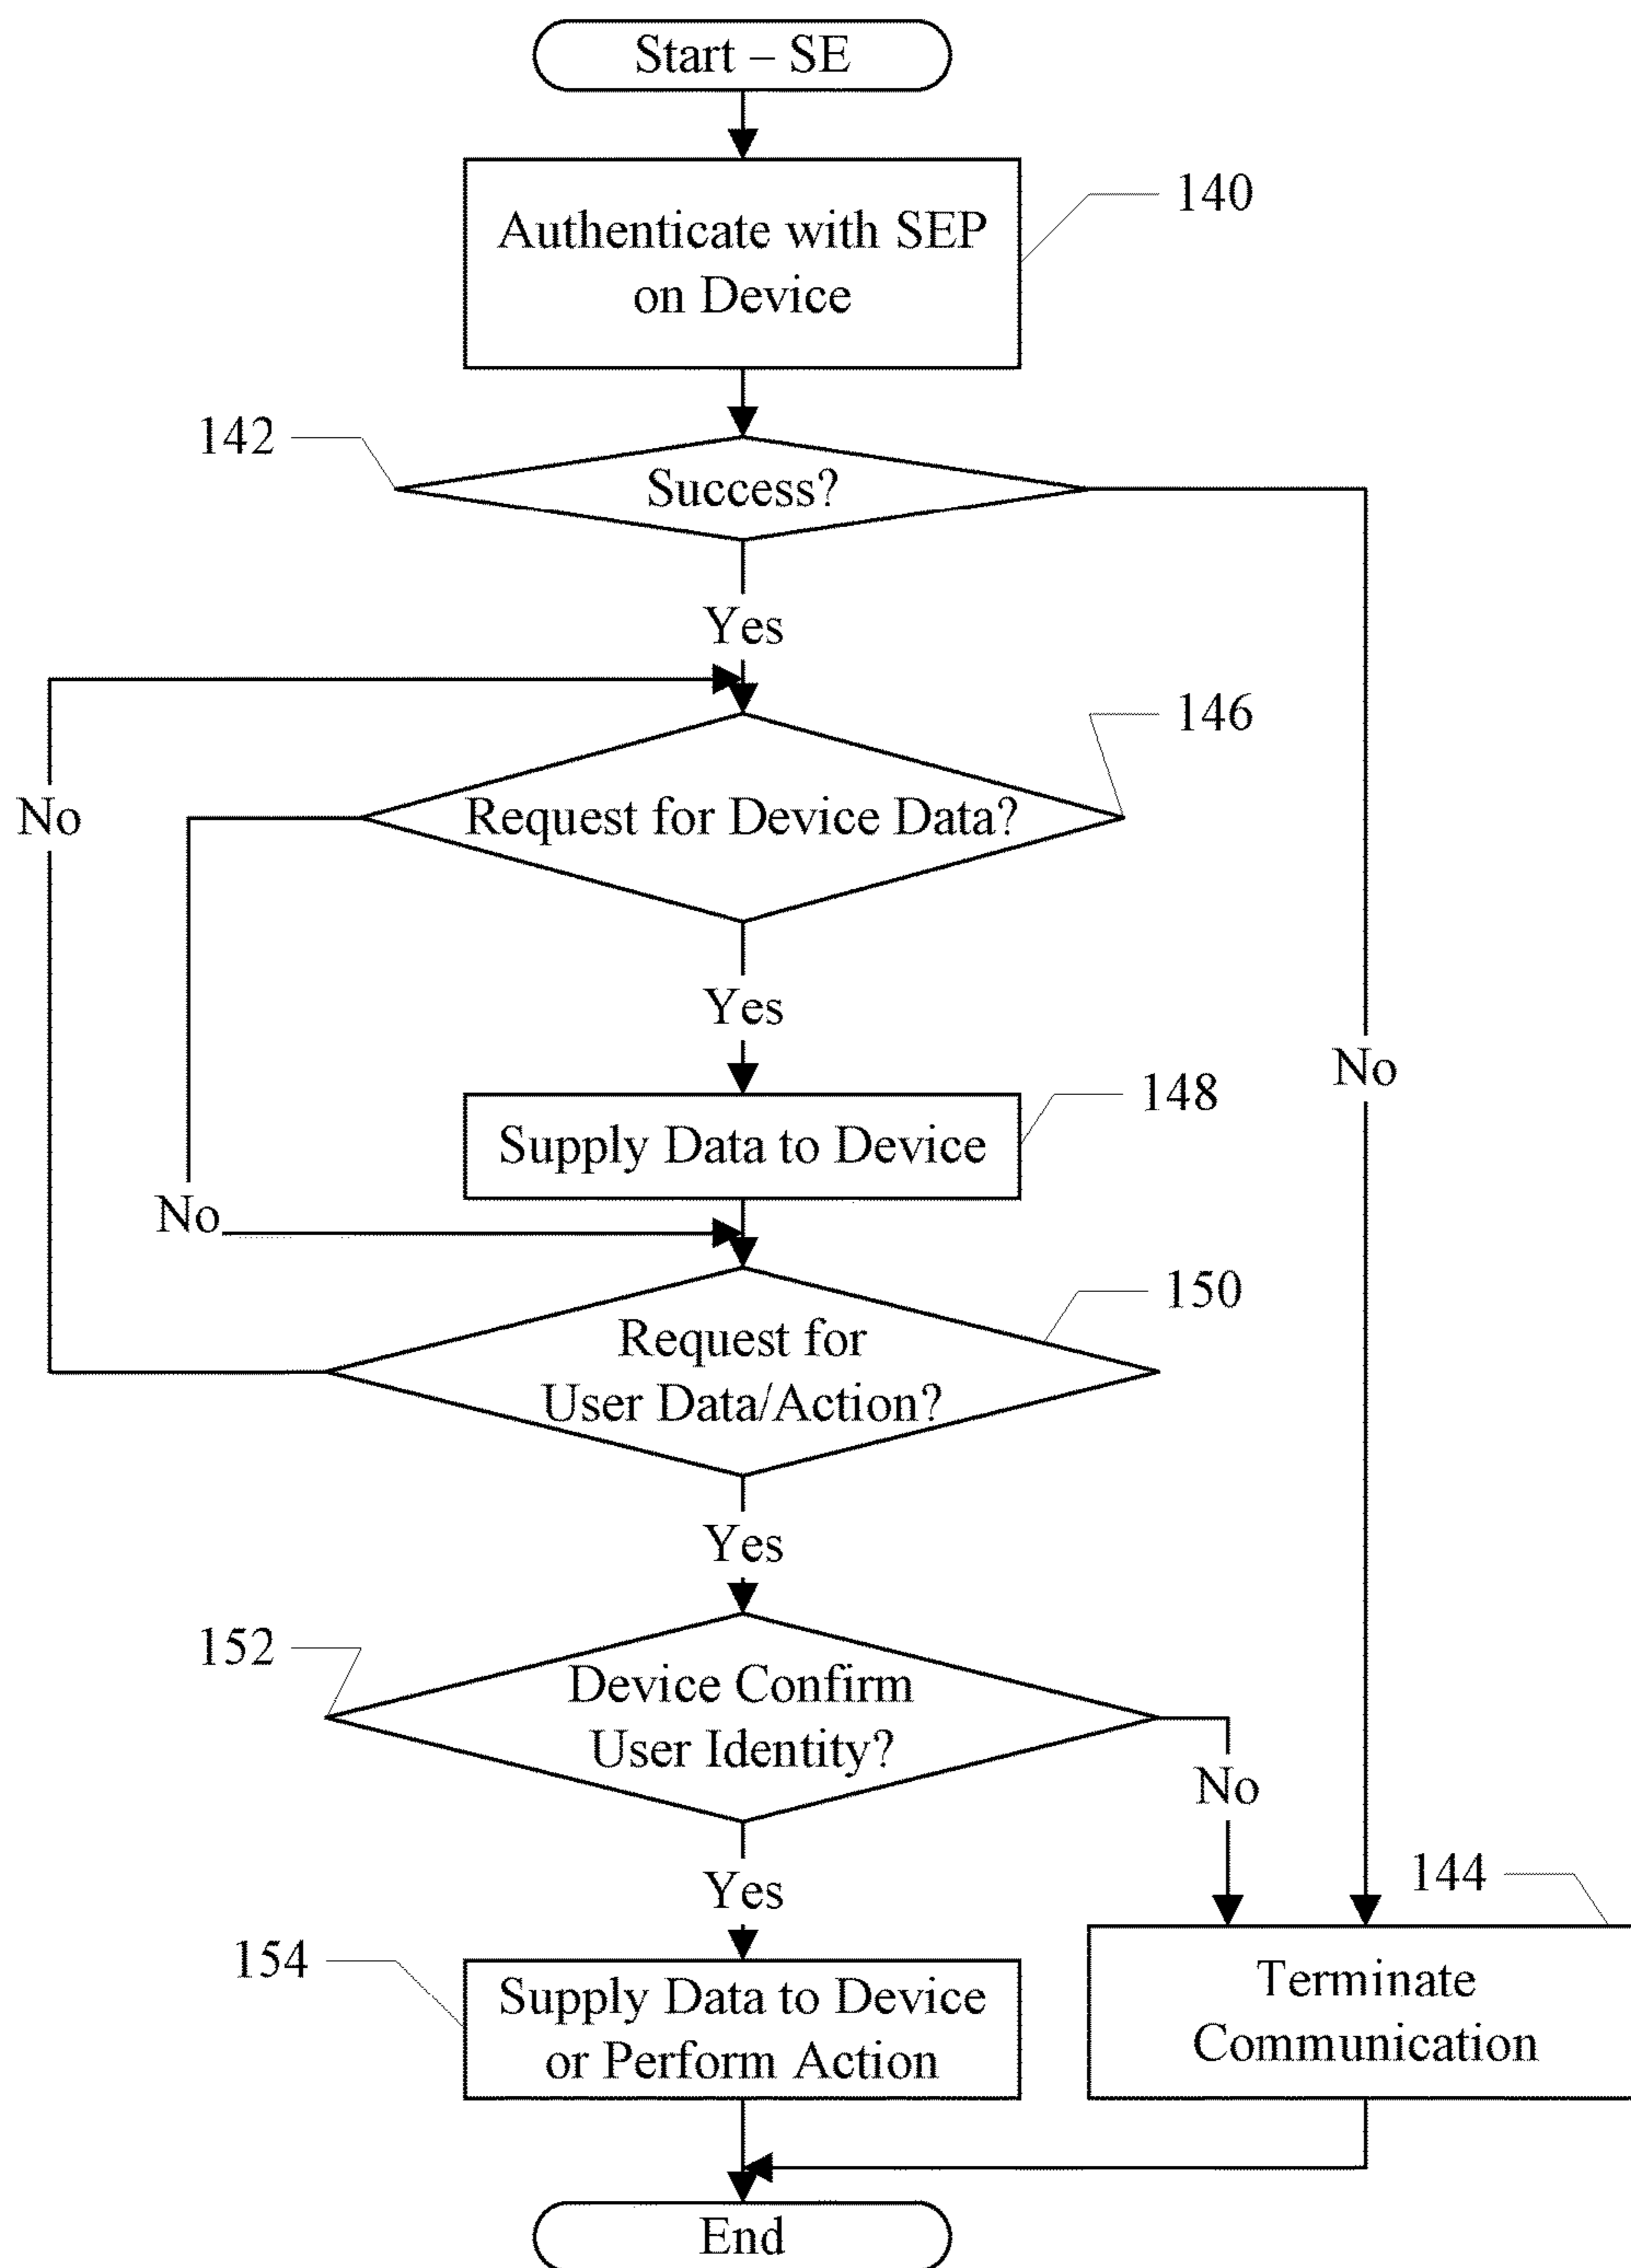 Start – SE
Authenticate with SEP
on Device
140
142
Success?
Yes
146
No
Request for Device Data?
Yes
No
148
Supply Data to Device
No
150
Request for
User Data/Action?
Yes
152
Device Confirm
User Identity?
No
Yes
144
154
Supply Data to Device
or Perform Action
Terminate
Communication
End